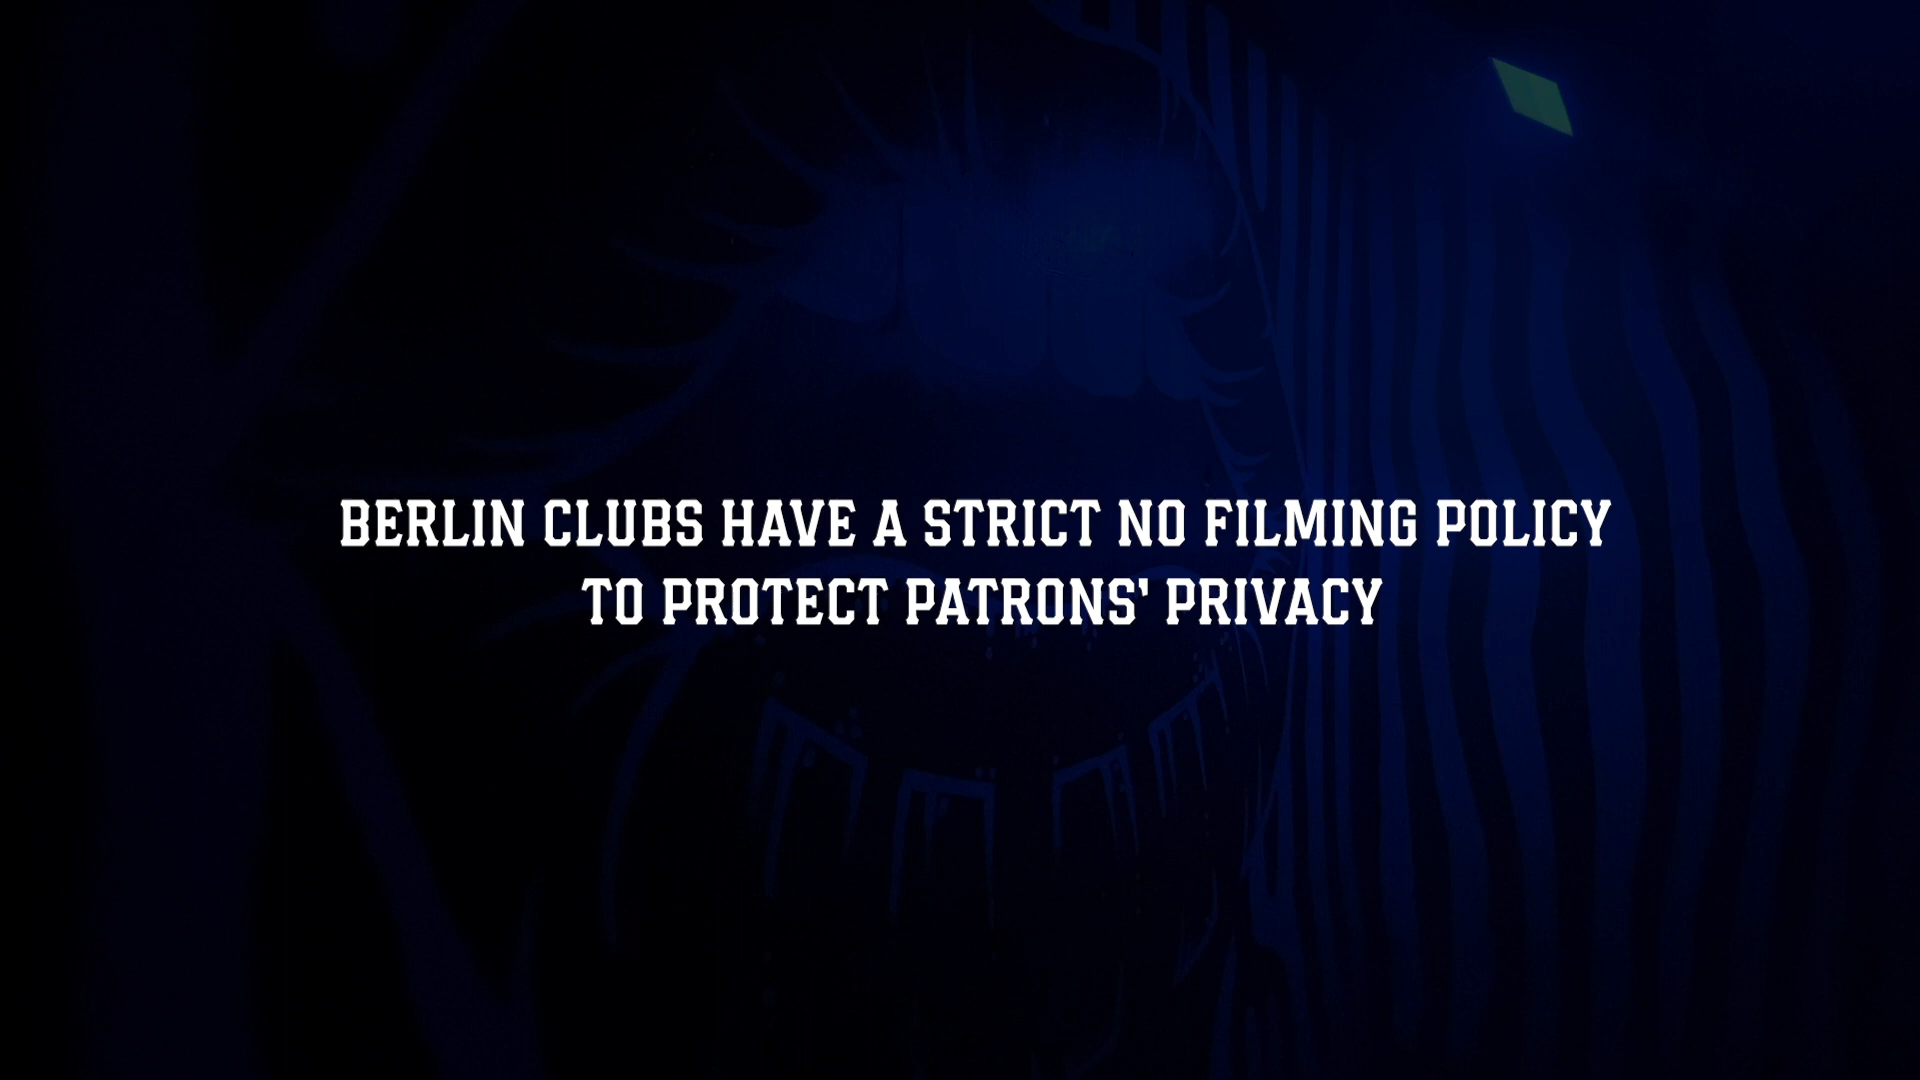 BERLIN CLUBS HAVE A STRICT NO FILMING POLICY
TO PROTECT PATRONS' PRIVACY